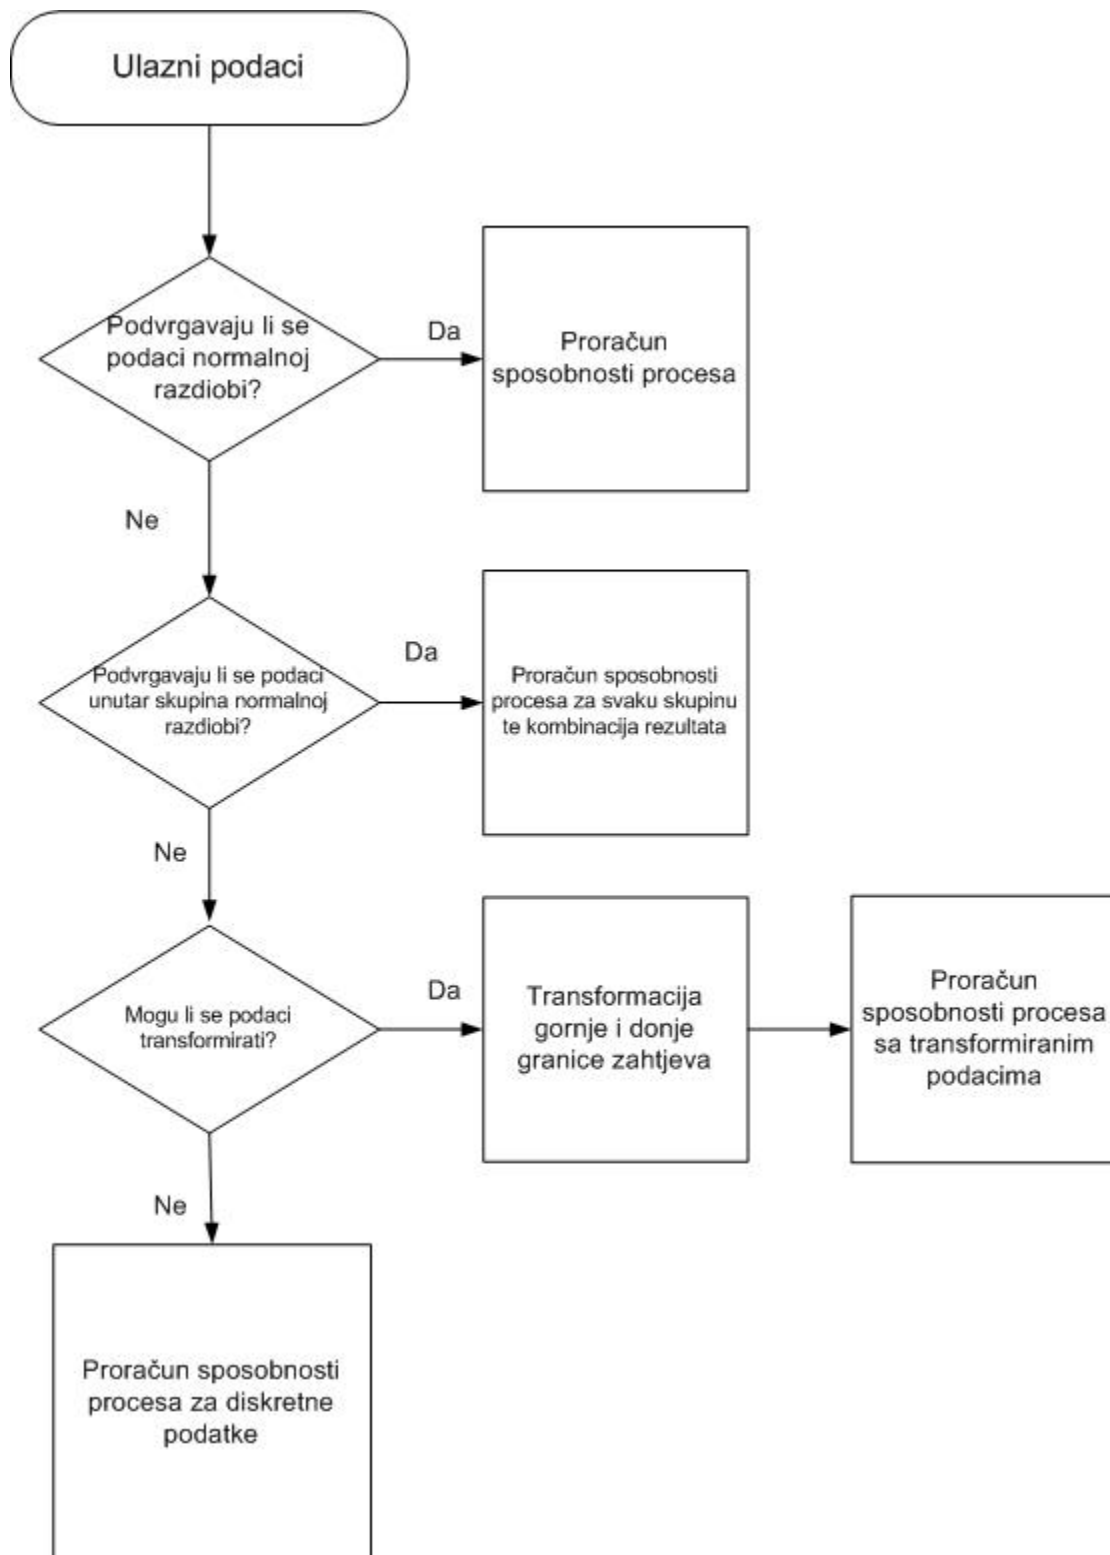 Ulazni podaci
Podvrgavaju li se
podaci normalnoj
razdiobi?
Da
Proračun
sposobnosti procesa
Ne
Podvrgavaju li se podaci
unutar skupina normalnoj
razdiobi?
Da
Proračun sposobnosti
procesa za svaku skupinu
te kombinacija rezultata
Ne
Mogu li se podaci
transformirati?
Da
Transformacija
gornje i donje
granice zahtjeva
Proračun
sposobnosti procesa
sa transformiranim
podacima
Ne
Proračun sposobnosti
procesa za diskretne
podatke